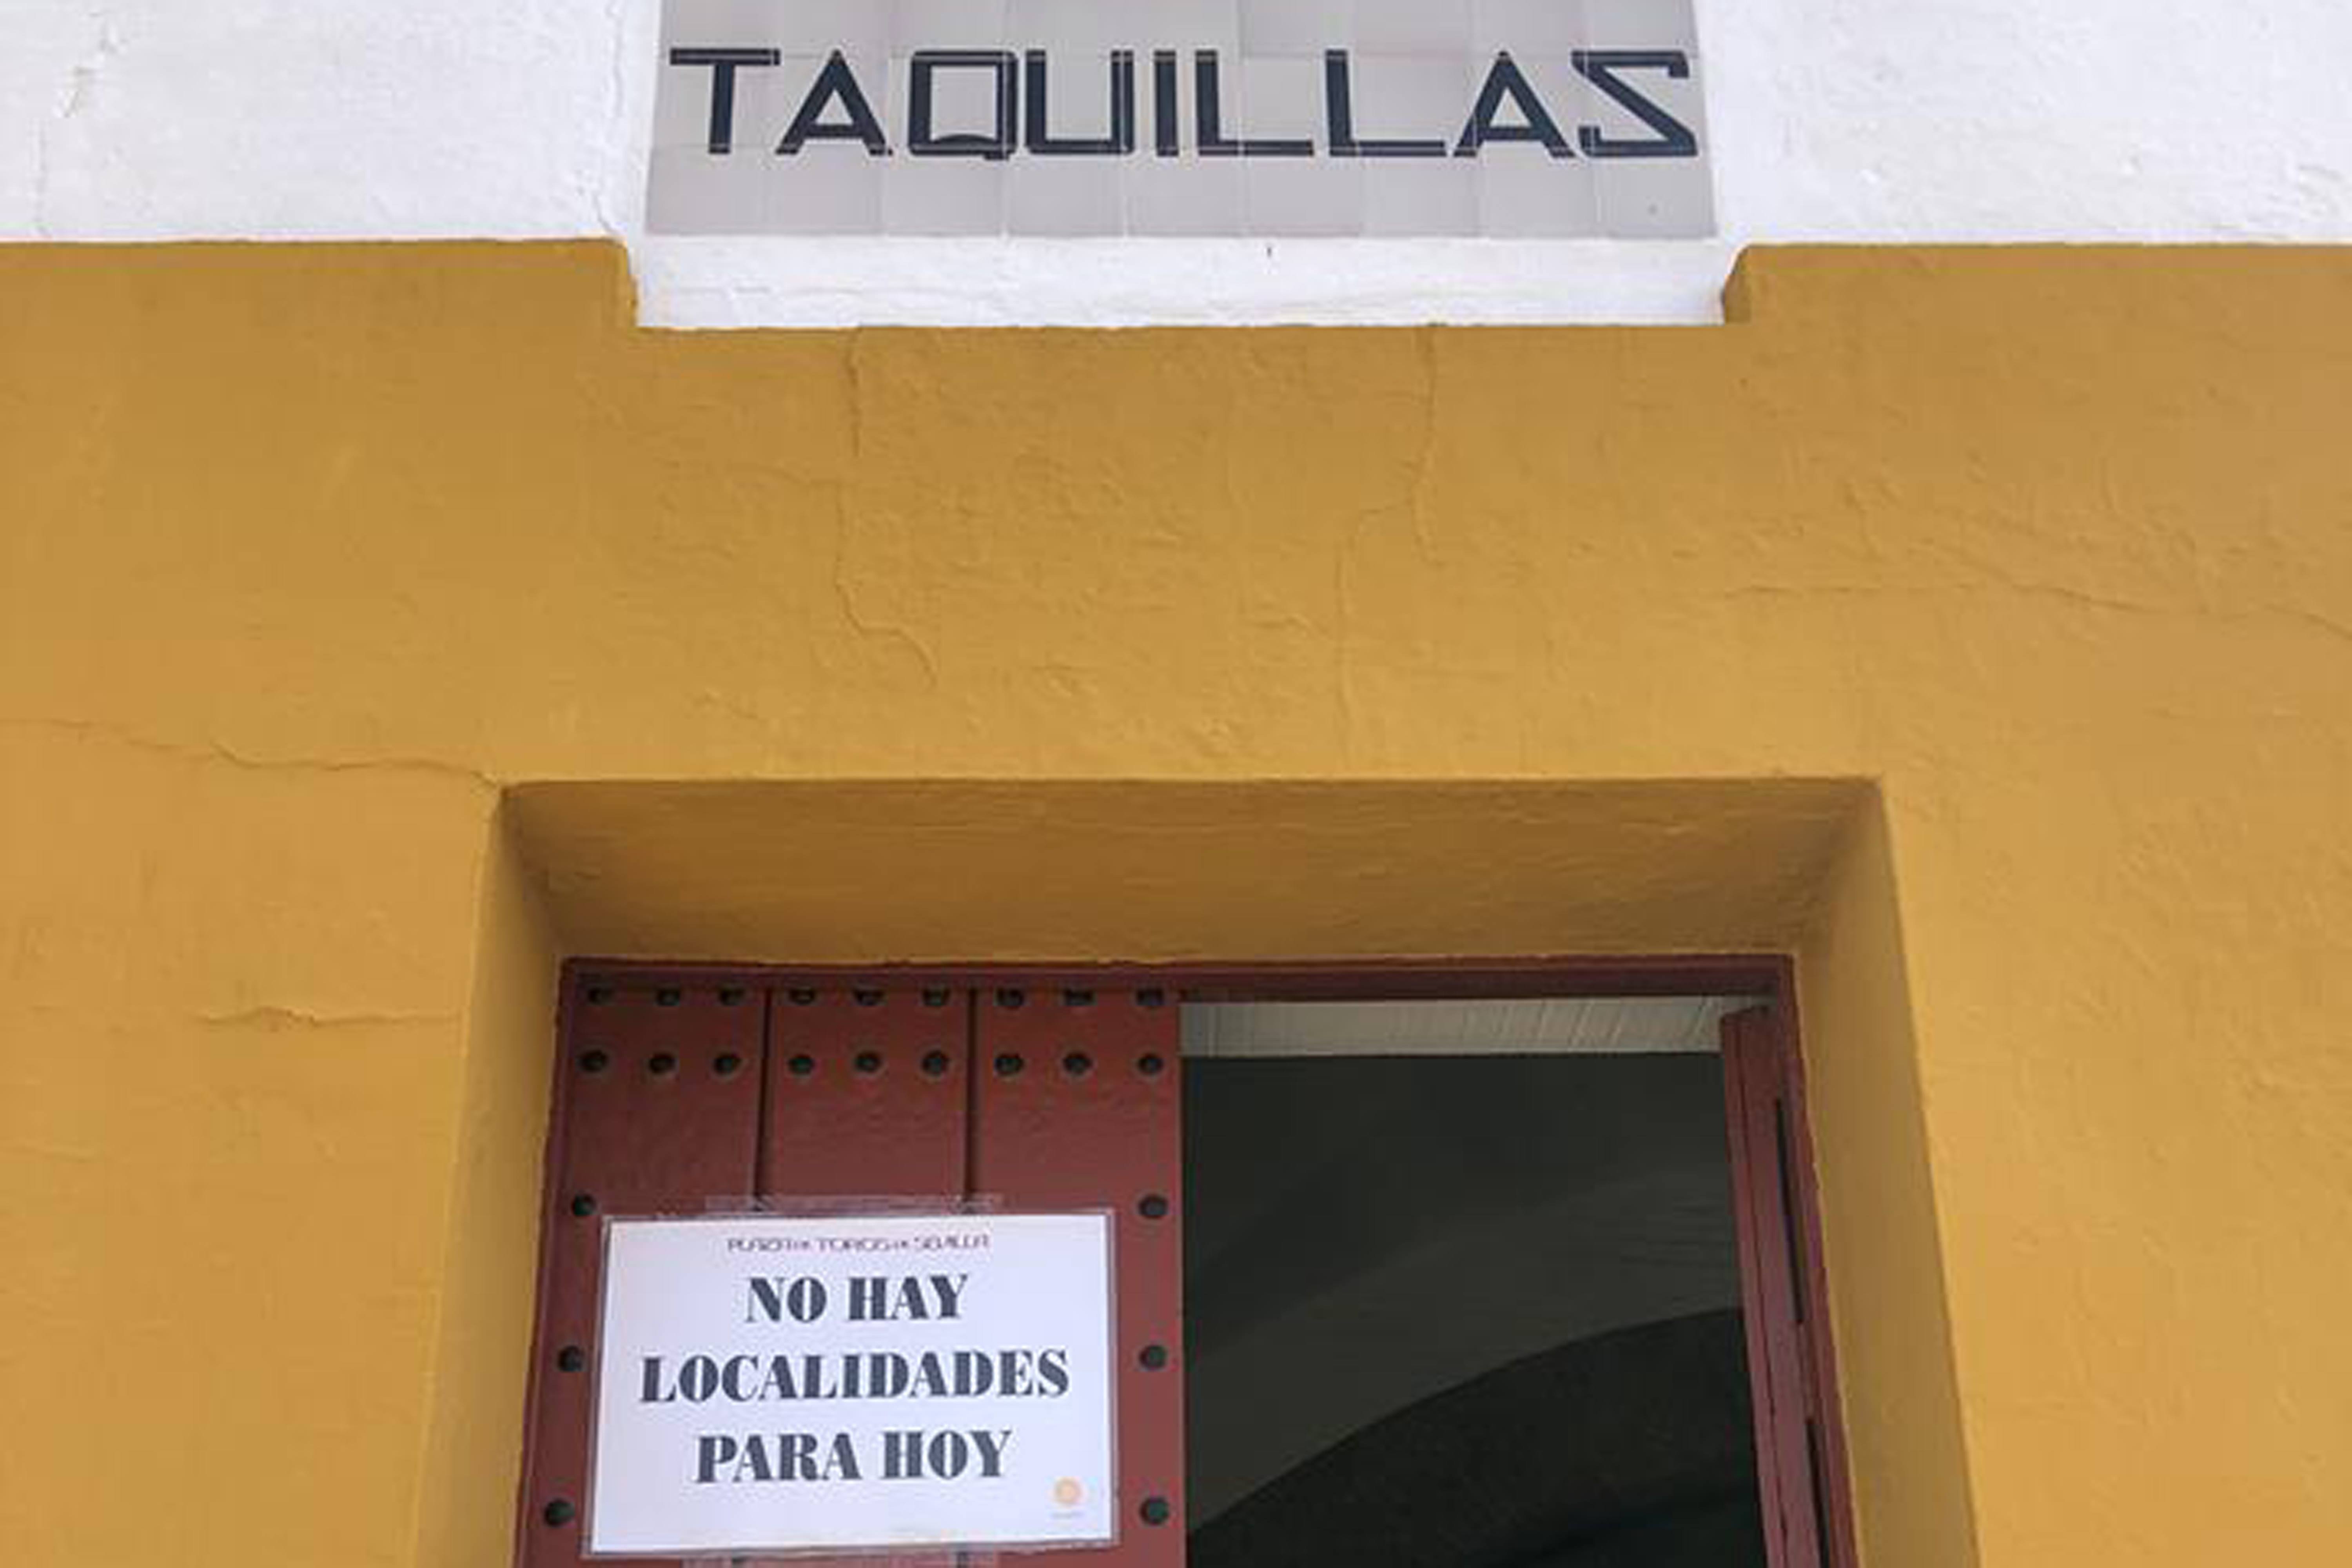 TAQUILLAS
PLAZA DE TOROS DE SEVILLA
NO HAY
LOCALIDADES
PARA HOY